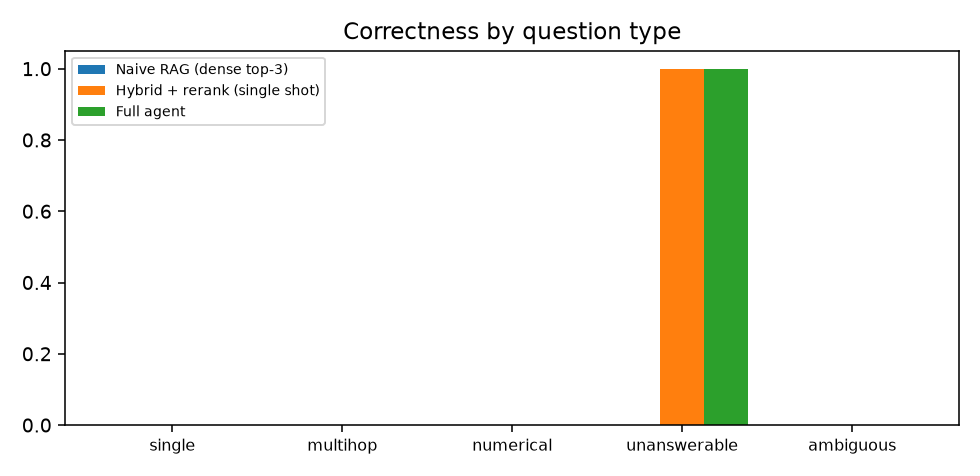 Correctness by question type
Naive RAG (dense top-3)
Hybrid + rerank (single shot)
Full agent
1.0
0.8
0.6
0.4
0.2
0.0
single multihop numerical unanswerable ambiguous